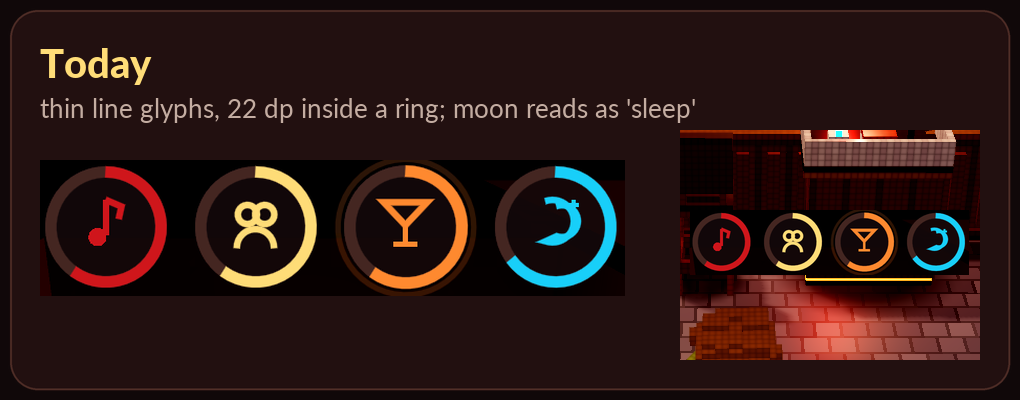 Today
thin line glyphs, 22 dp inside a ring; moon reads as 'sleep'